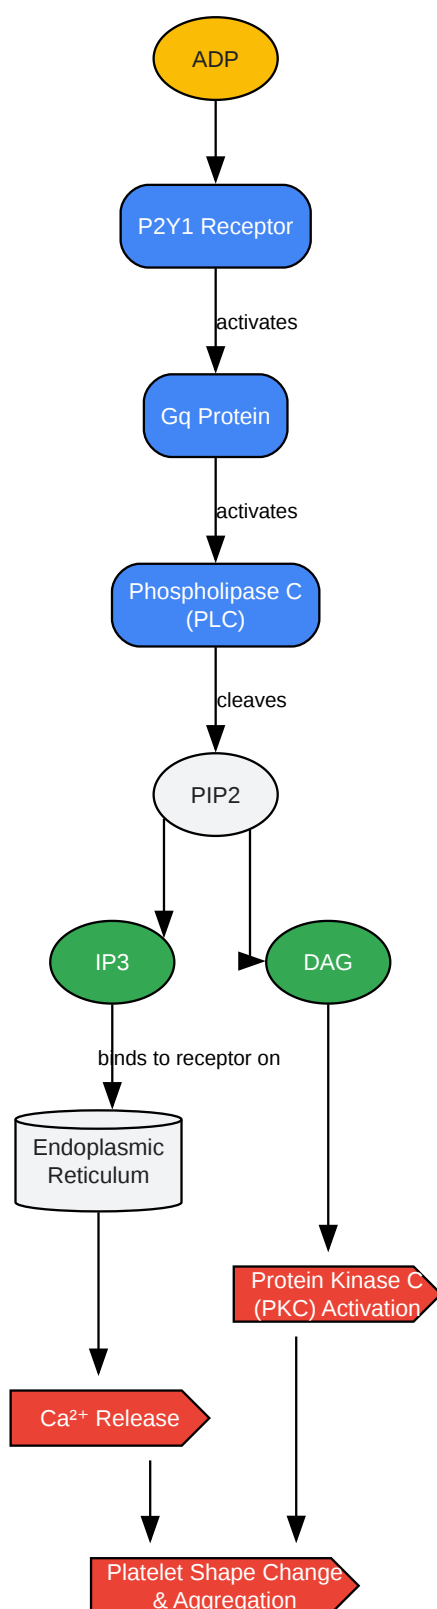 ADP
P2Y1 Receptor
activates
Gq Protein
activates
Phospholipase C
(PLC)
cleaves
PIP2
IP3
DAG
binds to receptor on
Endoplasmic
Reticulum
Protein Kinase C
(PKC) Activation
Ca²⁺ Release
Platelet Shape Change
& Aggregation